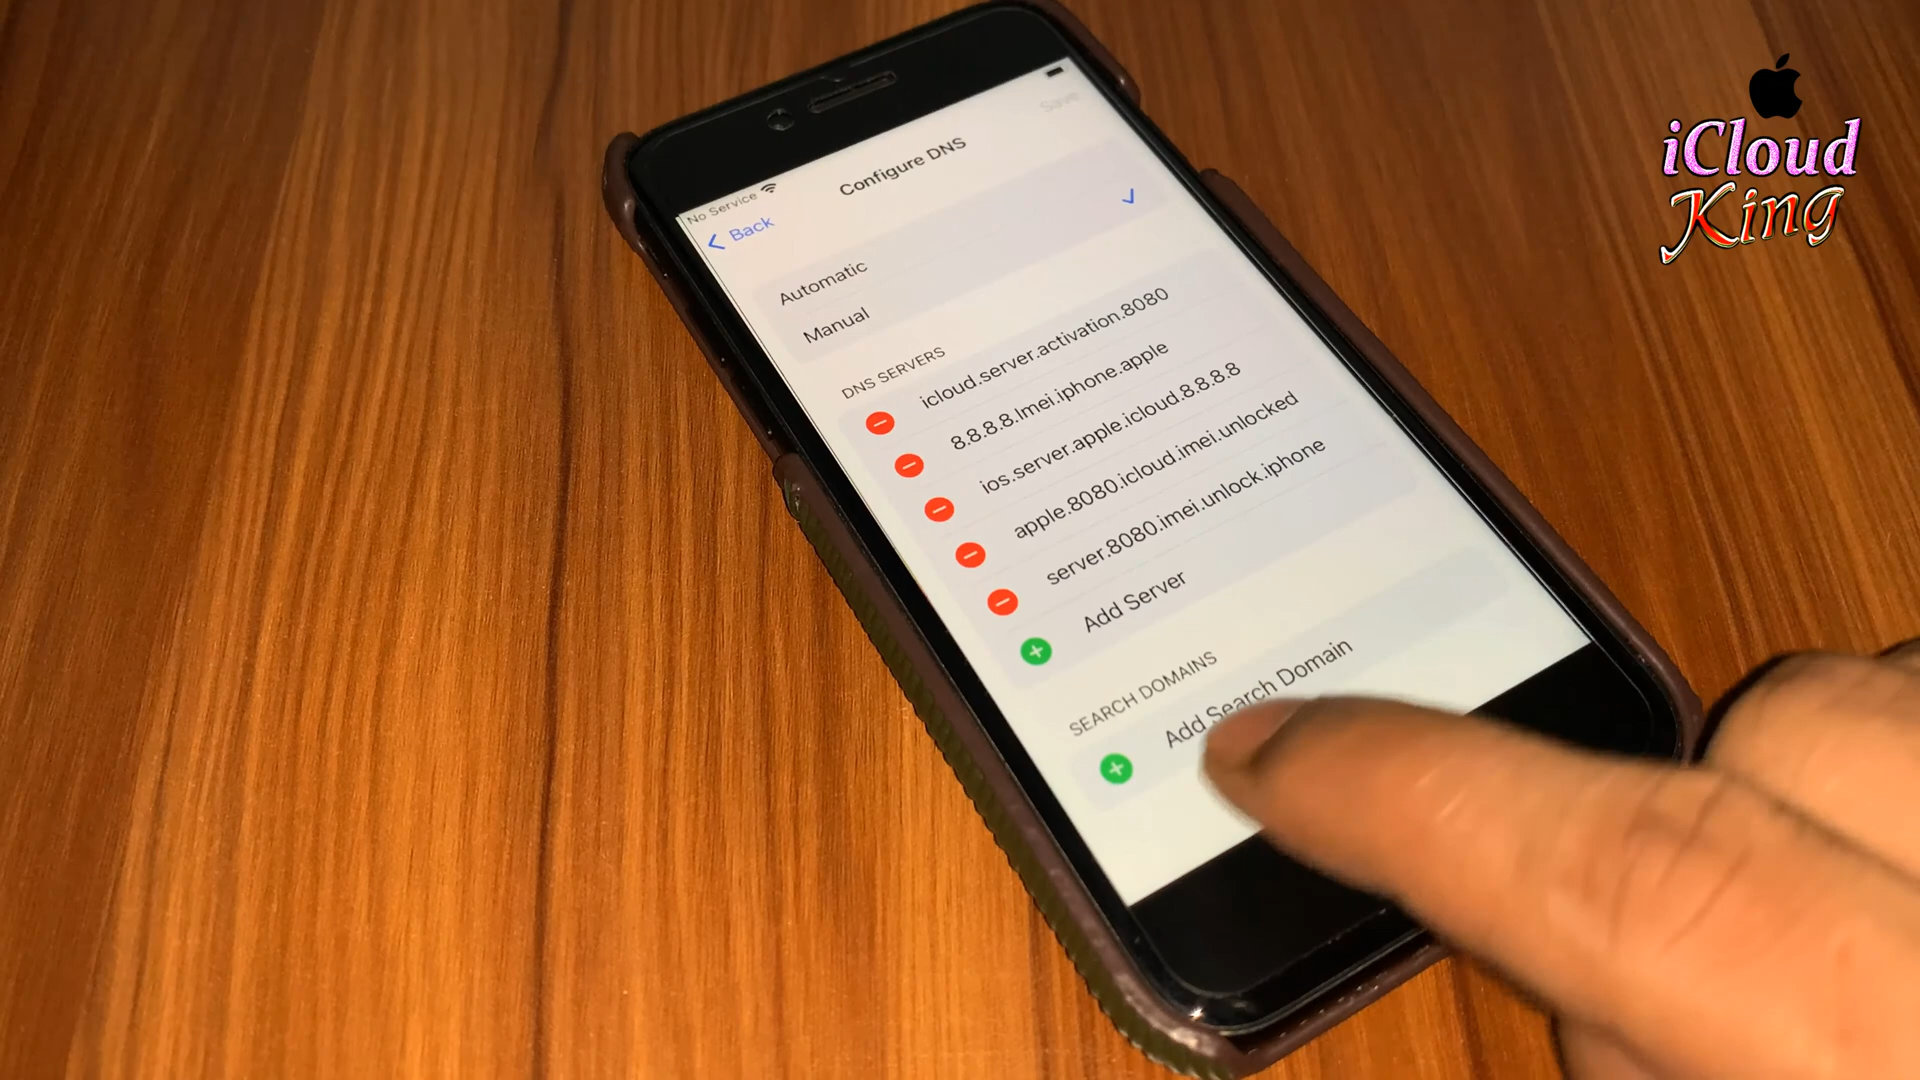 No Service
Save
Back
Configure DNS
Automatic
Manual
DNS SERVERS
icloud.server.activation.8080
8.8.8.8.Imei.iphone.apple
ios.server.apple.icloud.8.8.8.8
apple.8080.icloud.imei.unlocked
server.8080.imei.unlock.iphone
Add Server
SEARCH DOMAINS
Add Search Domain
iCloud
King